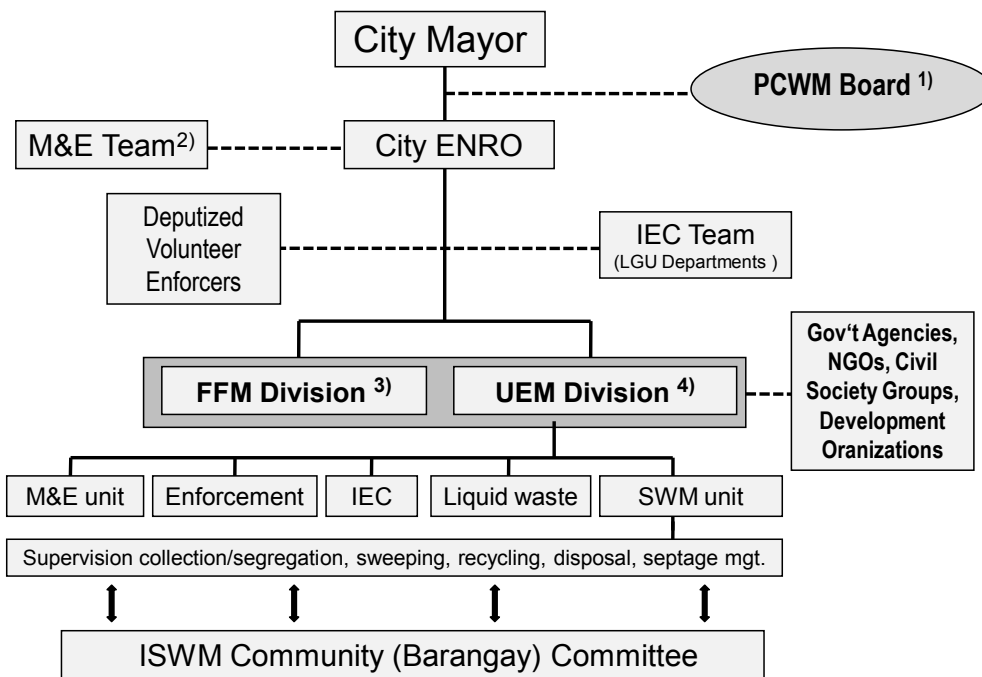 City Mayor
PCWM Board 1)
M&E Team2)
City ENRO
Deputized
Volunteer
Enforcers
IEC Team
(LGU Departments )
Gov't Agencies,
NGOs, Civil
Society Groups,
Development
Oranizations
FFM Division 3)
UEM Division 4)
M&E unit
Enforcement
IEC
Liquid waste
SWM unit
Supervision collection/segregation, sweeping, recycling, disposal, septage mgt.
ISWM Community (Barangay) Committee